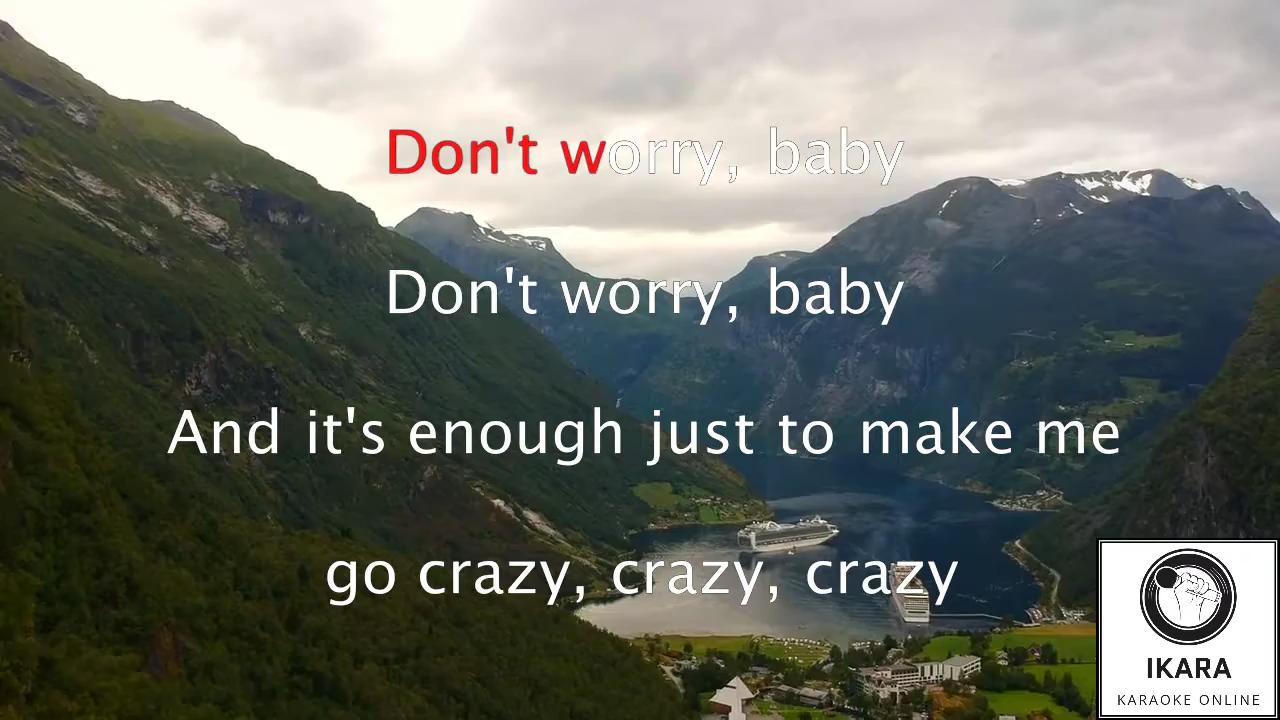 Don't worry, baby
Don't worry, baby
And it's enough just to make me
go crazy, crazy, crazy
IKARA
KARAOKE ONLINE